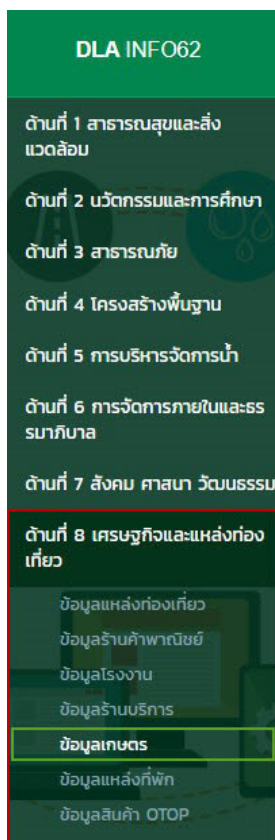 DLA INFO62
ด้านที่ 1 สาธารณสุขและสิ่ง
แวดล้อม
ด้านที่ 2 นวัตกรรมและการศึกษา
ด้านที่ 3 สาธารณภัย
ด้านที่ 4 โครงสร้างพื้นฐาน
ด้านที่ 5 การบริหารจัดการน้ำ
ด้านที่ 6 การจัดการภายในและธร
รมาภิบาล
ด้านที่ 7 สังคม ศาสนา วัฒนธรรม
ด้านที่ 8 เศรษฐกิจและแหล่งท่อง
เที่ยว
ข้อมูลแหล่งท่องเที่ยว
ข้อมูลร้านค้าพาณิชย์
ข้อมูลโรงงาน
ข้อมูลร้านบริการ
ข้อมูลเกษตร
ข้อมูลแหล่งที่พัก
ข้อมูลสินค้า OTOP